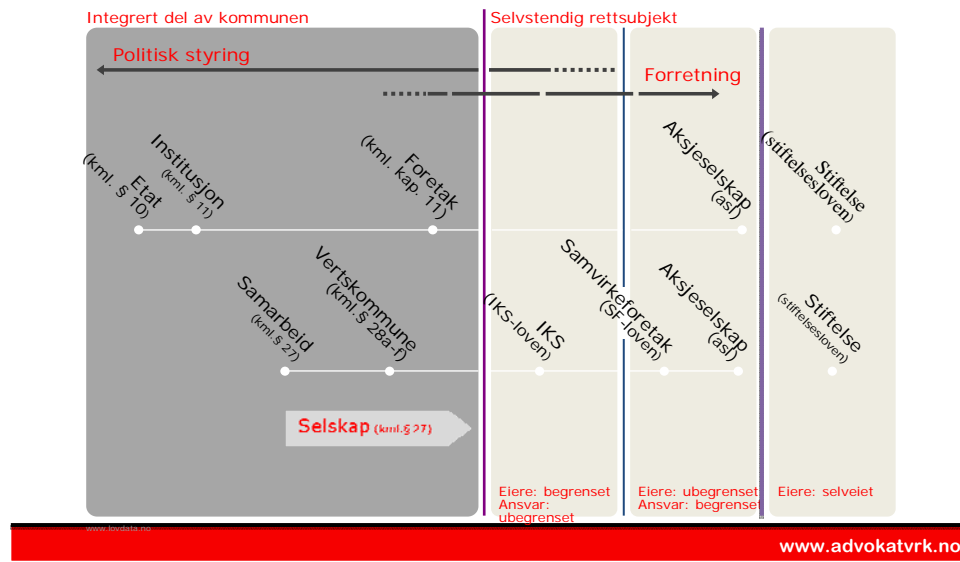 Integrert del av kommunen
Selvstendig rettsubjekt
Politisk styring
Forretning
Etat
(kml. § 10)
Institusjon
(kml. § 11)
Foretak
(kml. kap. 11)
Aksjeselskap
(asl)
Stiftelse
(stiftelsesloven)
Samarbeid
(kml.§ 27)
Vertskommune
(kml.§ 28a-f)
IKS
(IKS-loven)
Samvirkeforetak
(SF-loven)
Aksjeselskap
(asl)
Stiftelse
(stiftelsesloven)
Selskap (kml.§ 27)
Eiere: begrenset
Ansvar:
ubegrenset
Eiere: ubegrenset
Ansvar: begrenset
Eiere: selveiet
www.lovdata.no
www.advokatvrk.no